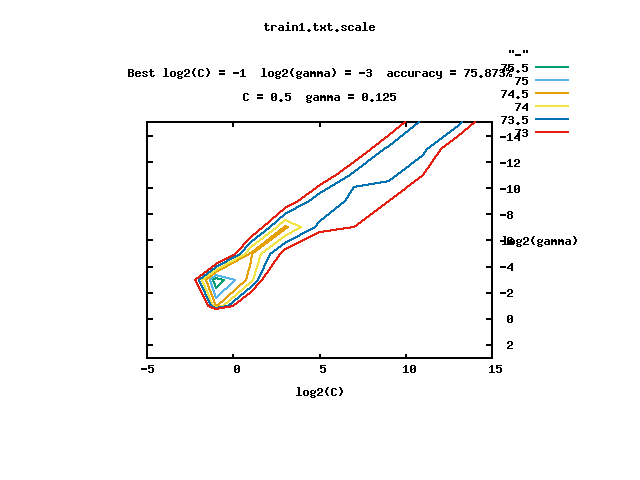 train1.txt.scale
"-"
Best log2(C) = -1 log2(gamma) = -3 accuracy = 75.873%
75.5
75
74.5
74
73.5
73
C = 0.5 gamma = 0.125
-14
-12
-10
-8
-6
-4
-2
0
2
log2(gamma)
-5 0 5 10 15
log2(C)